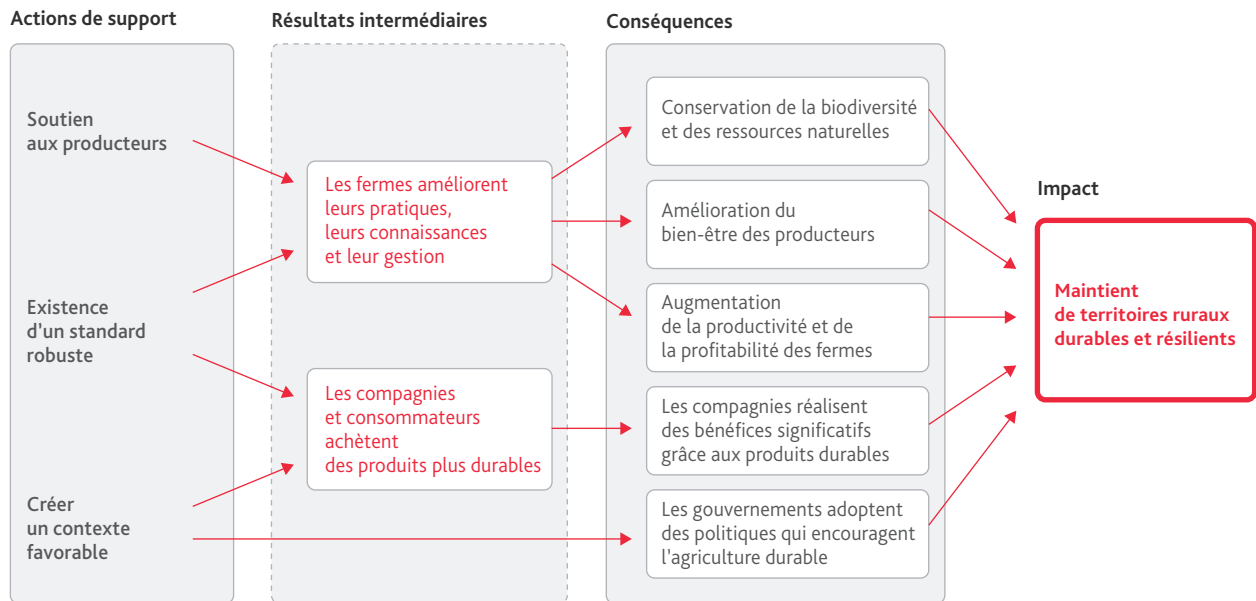 Actions de support
Soutien
aux producteurs
Existence
d'un standard
robuste
Créer
un contexte
favorable
Résultats intermédiaires
Les fermes améliorent
leurs pratiques,
leurs connaissances
et leur gestion
Les compagnies
et consommateurs
achètent
des produits plus durables
Conséquences
Conservation de la biodiversité
et des ressources naturelles
Amélioration du
bien-être des producteurs
Augmentation
de la productivité et de
la profitabilité des fermes
Les compagnies réalisent
des bénéfices significatifs
grâce aux produits durables
Les gouvernements adoptent
des politiques qui encouragent
l'agriculture durable
Impact
Maintient
de territoires ruraux
durables et résilients